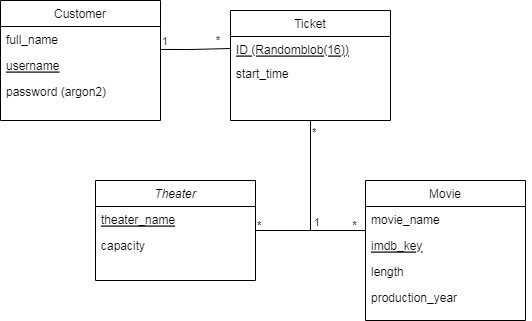 Customer
full_name
username
password (argon2)
1
*
Ticket
ID (Randomblob(16))
start_time
*
Theater
theater_name
capacity
*
1
*
Movie
movie_name
imdb_key
length
production_year